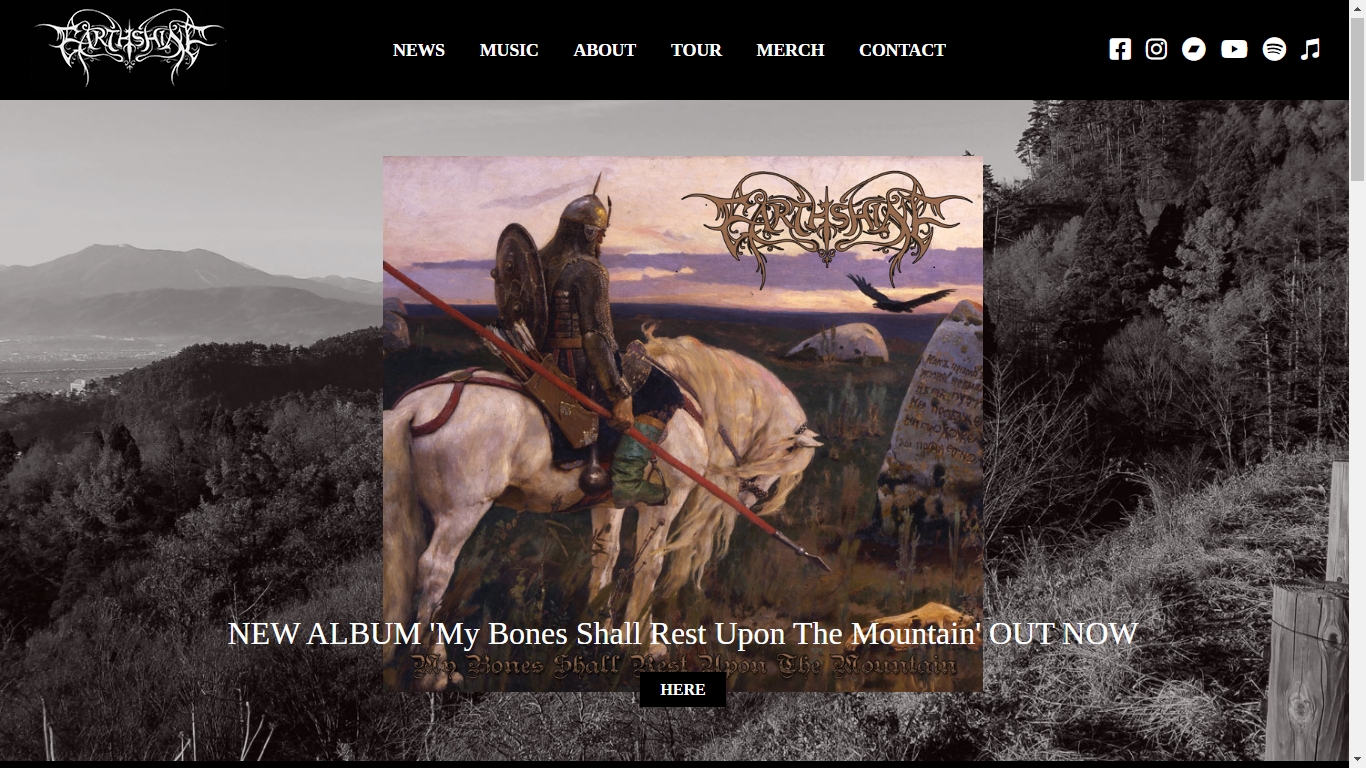 EARTHSHINE
NEWS MUSIC ABOUT TOUR MERCH CONTACT
EARTHSHINE
NEW ALBUM 'My Bones Shall Rest Upon The Mountain' OUT NOW
My Bones Shall Rest Upon The Mountain
HERE